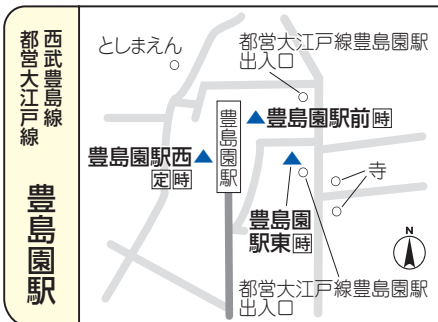 西武豊島線
都営大江戸線
豊島園駅
としまえん
都営大江戸線豊島園駅
出入口
豊島園駅前時
豊島園駅
豊島園駅西
定時
豊島園
駅東時
寺
都営大江戸線豊島園駅
出入口
N